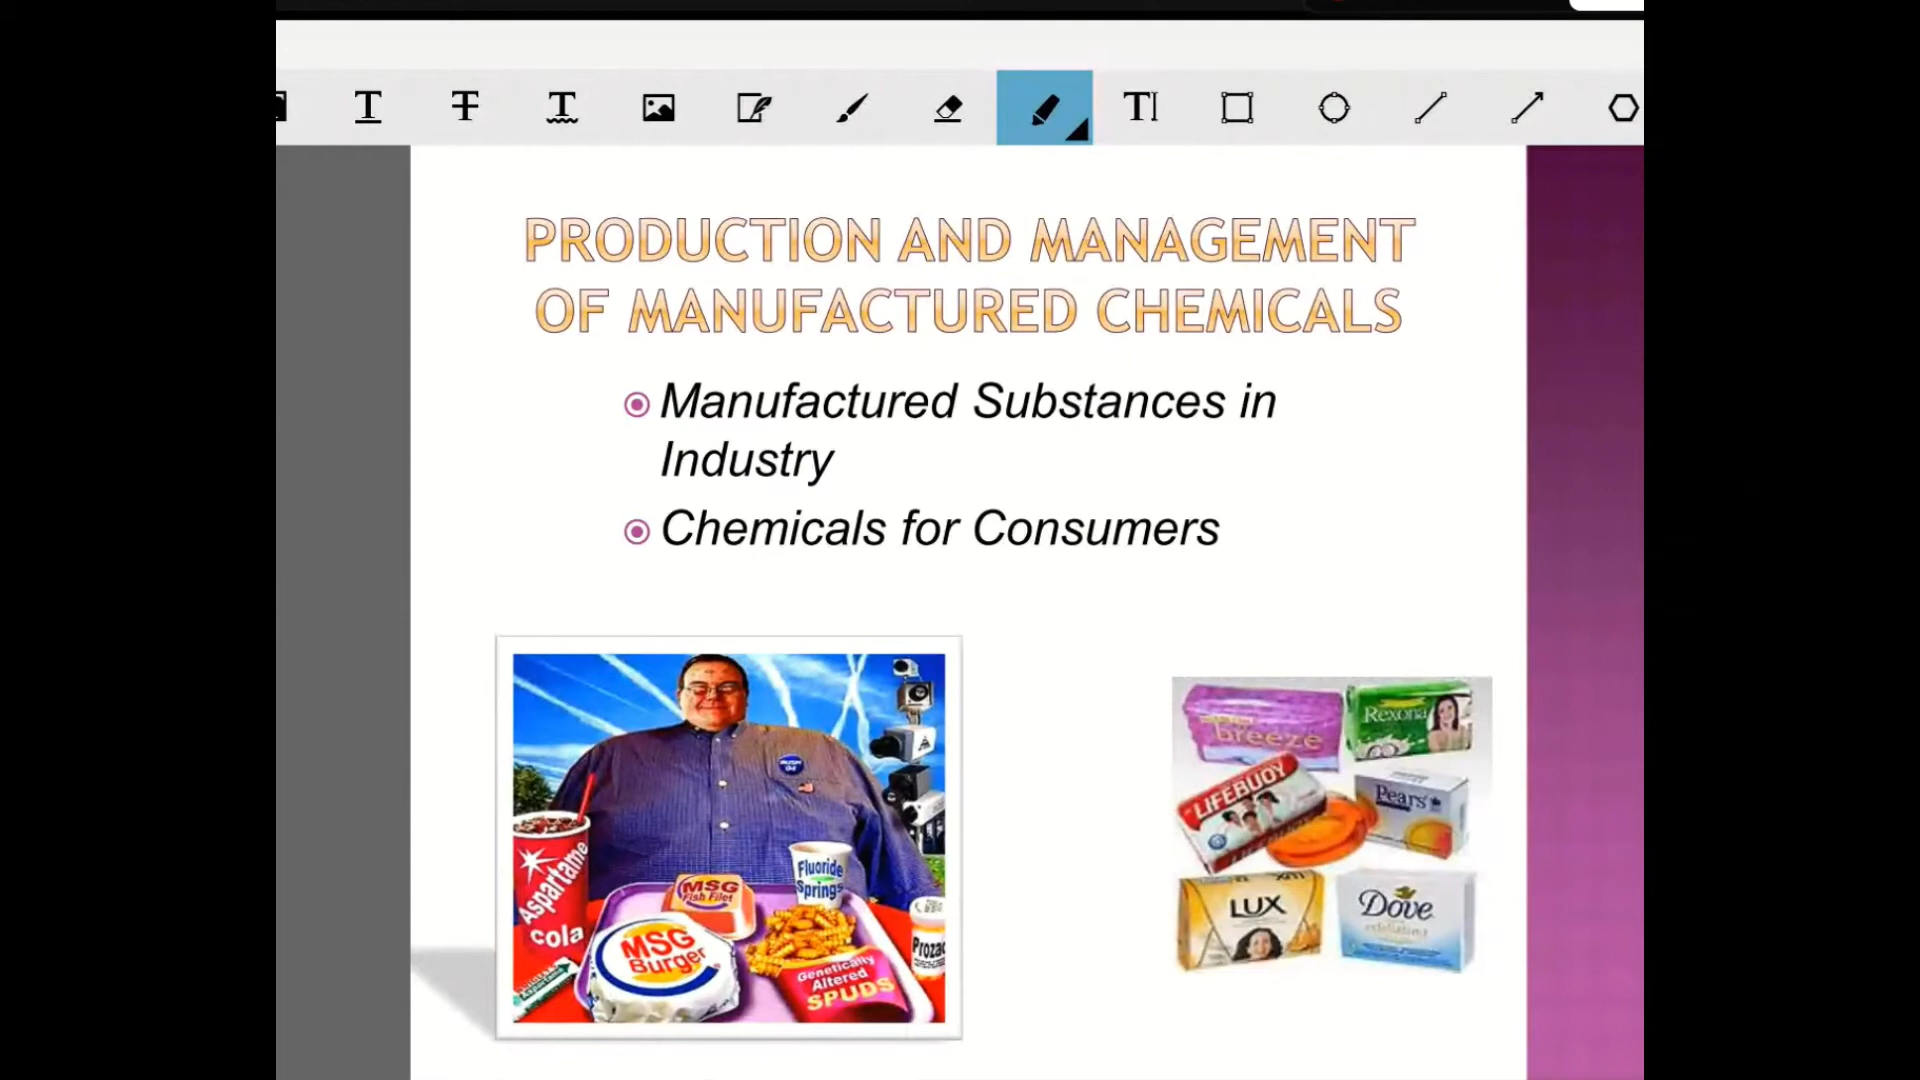 PRODUCTION AND MANAGEMENT
OF MANUFACTURED CHEMICALS
Manufactured Substances in
Industry
Chemicals for Consumers
Aspartame
cola
MSG
Fish Filet
MSG
Burger
Fluoride
Springs
Genetically
Altered
SPUDS
Prozac
breeze
Rexona
LIFEBUOY
Pears
LUX
Dove
exfoliating